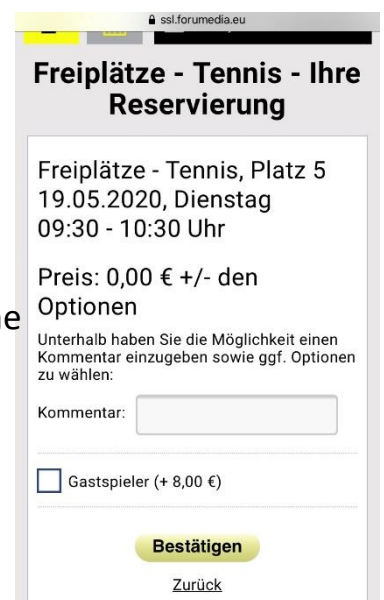 ssl.forumedia.eu
Freiplätze - Tennis - Ihre
Reservierung
Freiplätze - Tennis, Platz 5
19.05.2020, Dienstag
09:30 - 10:30 Uhr
Preis: 0,00 € +/- den
Optionen
Unterhalb haben Sie die Möglichkeit einen
Kommentar einzugeben sowie ggf. Optionen
zu wählen:
Kommentar:
Gastspieler (+ 8,00 €)
Bestätigen
Zurück